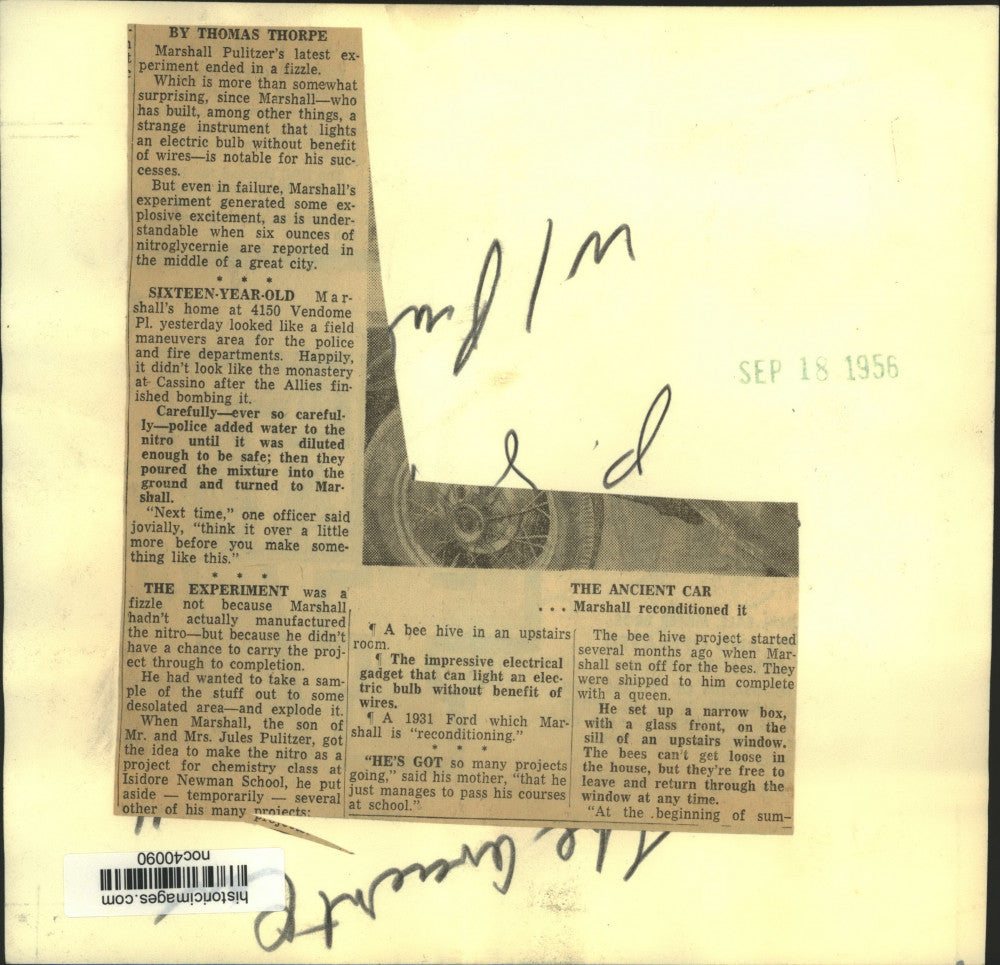 BY THOMAS THORPE
Marshall Pulitzer's latest ex-
periment ended in a fizzle.
Which is more than somewhat
surprising, since Marshall—who
has built, among other things, a
strange instrument that lights
an electric bulb without benefit
of wires—is notable for his suc-
cesses.
But even in failure, Marshall's
experiment generated some ex-
plosive excitement, as is under-
standable when six ounces of
nitroglycernie are reported in
the middle of a great city.
* * *
SIXTEEN-YEAR-OLD Mar-
shall's home at 4150 Vendome
Pl. yesterday looked like a field
maneuvers area for the police
and fire departments. Happily,
it didn't look like the monastery
at Cassino after the Allies fin-
ished bombing it.
Carefully—ever so careful-
ly—police added water to the
nitro until it was diluted
enough to be safe; then they
poured the mixture into the
ground and turned to Mar-
shall.
"Next time," one officer said
jovially, "think it over a little
more before you make some-
thing like this."
* * *
THE EXPERIMENT was a
fizzle not because Marshall
hadn't actually manufactured
the nitro—but because he didn't
have a chance to carry the proj-
ect through to completion.
He had wanted to take a sam-
ple of the stuff out to some
desolated area—and explode it.
When Marshall, the son of
Mr. and Mrs. Jules Pulitzer, got
the idea to make the nitro as a
project for chemistry class at
Isidore Newman School, he put
aside — temporarily — several
other of his many projects:
¶ A bee hive in an upstairs
room.
¶ The impressive electrical
gadget that can light an elec-
tric bulb without benefit of
wires.
¶ A 1931 Ford which Mar-
shall is "reconditioning."
* * *
"HE'S GOT so many projects
going," said his mother, "that he
just manages to pass his courses
at school."
THE ANCIENT CAR
... Marshall reconditioned it
The bee hive project started
several months ago when Mar-
shall setn off for the bees. They
were shipped to him complete
with a queen.
He set up a narrow box,
with a glass front, on the
sill of an upstairs window.
The bees can't get loose in
the house, but they're free to
leave and return through the
window at any time.
"At the beginning of sum-
SEP 18 1956
historicimages.com
noc40090